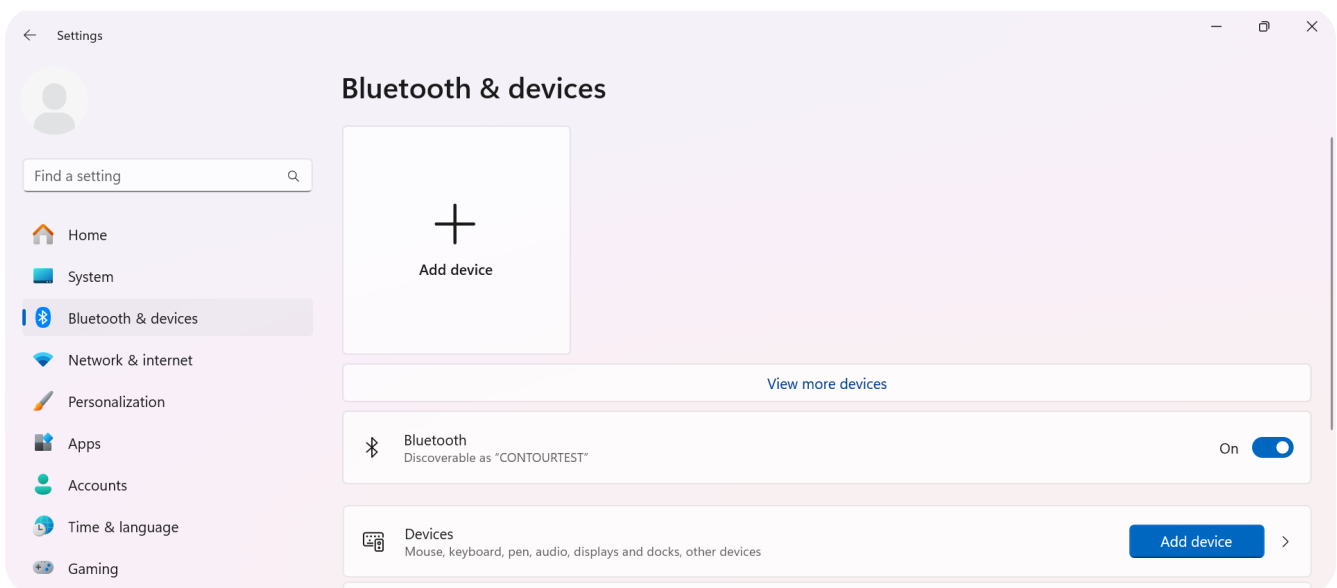 Settings
Bluetooth & devices
Find a setting
Home
System
Bluetooth & devices
Network & internet
Personalization
Apps
Accounts
Time & language
Gaming
Add device
View more devices
Bluetooth
Discoverable as “CONTOURTEST”
On
Devices
Mouse, keyboard, pen, audio, displays and docks, other devices
Add device